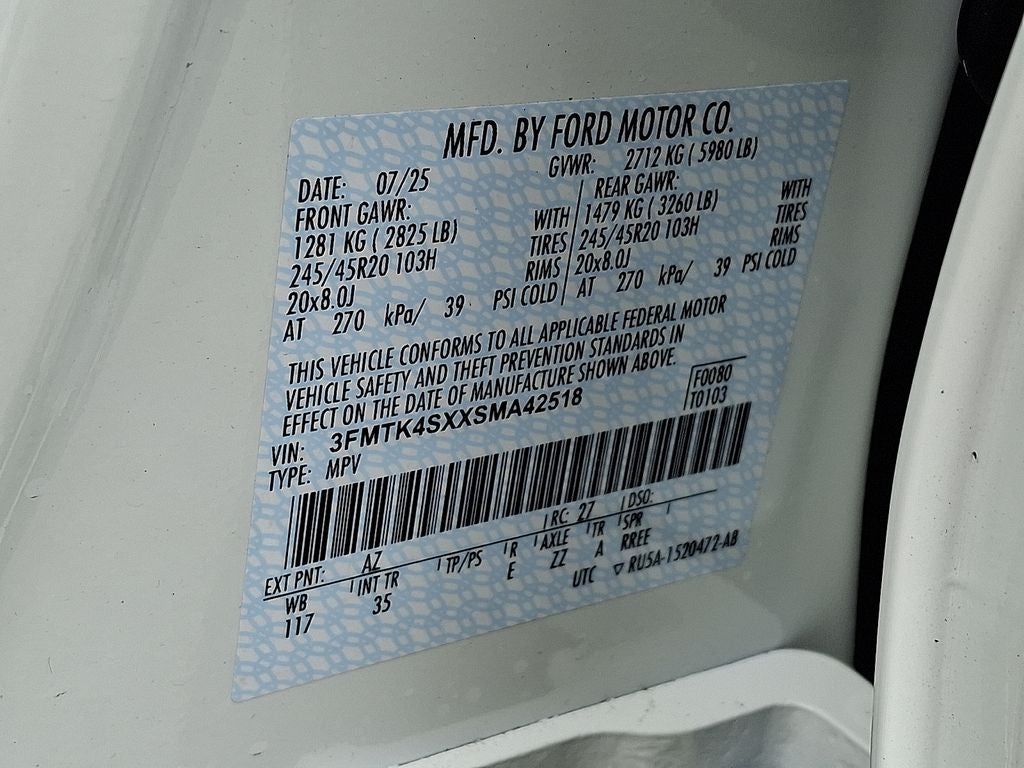 MFD. BY FORD MOTOR CO.
DATE: 07/25 GVWR: 2712 KG ( 5980 LB)
FRONT GAWR: REAR GAWR:
1281 KG ( 2825 LB) WITH 1479 KG ( 3260 LB) WITH
245/45R20 103H TIRES 245/45R20 103H TIRES
20x8.0J RIMS 20x8.0J RIMS
AT 270 kPa/ 39 PSI COLD AT 270 kPa/ 39 PSI COLD
THIS VEHICLE CONFORMS TO ALL APPLICABLE FEDERAL MOTOR
VEHICLE SAFETY AND THEFT PREVENTION STANDARDS IN
EFFECT ON THE DATE OF MANUFACTURE SHOWN ABOVE.
VIN: 3FMTK4SXXSMA42518 F0080
TYPE: MPV T0103
EXT PNT: AZ RC: 27 DSO:
WB INT TR TP/PS R AXLE TR SPR
117 35 E ZZ A RREE
UTC ▽ RU5A-1520472-AB